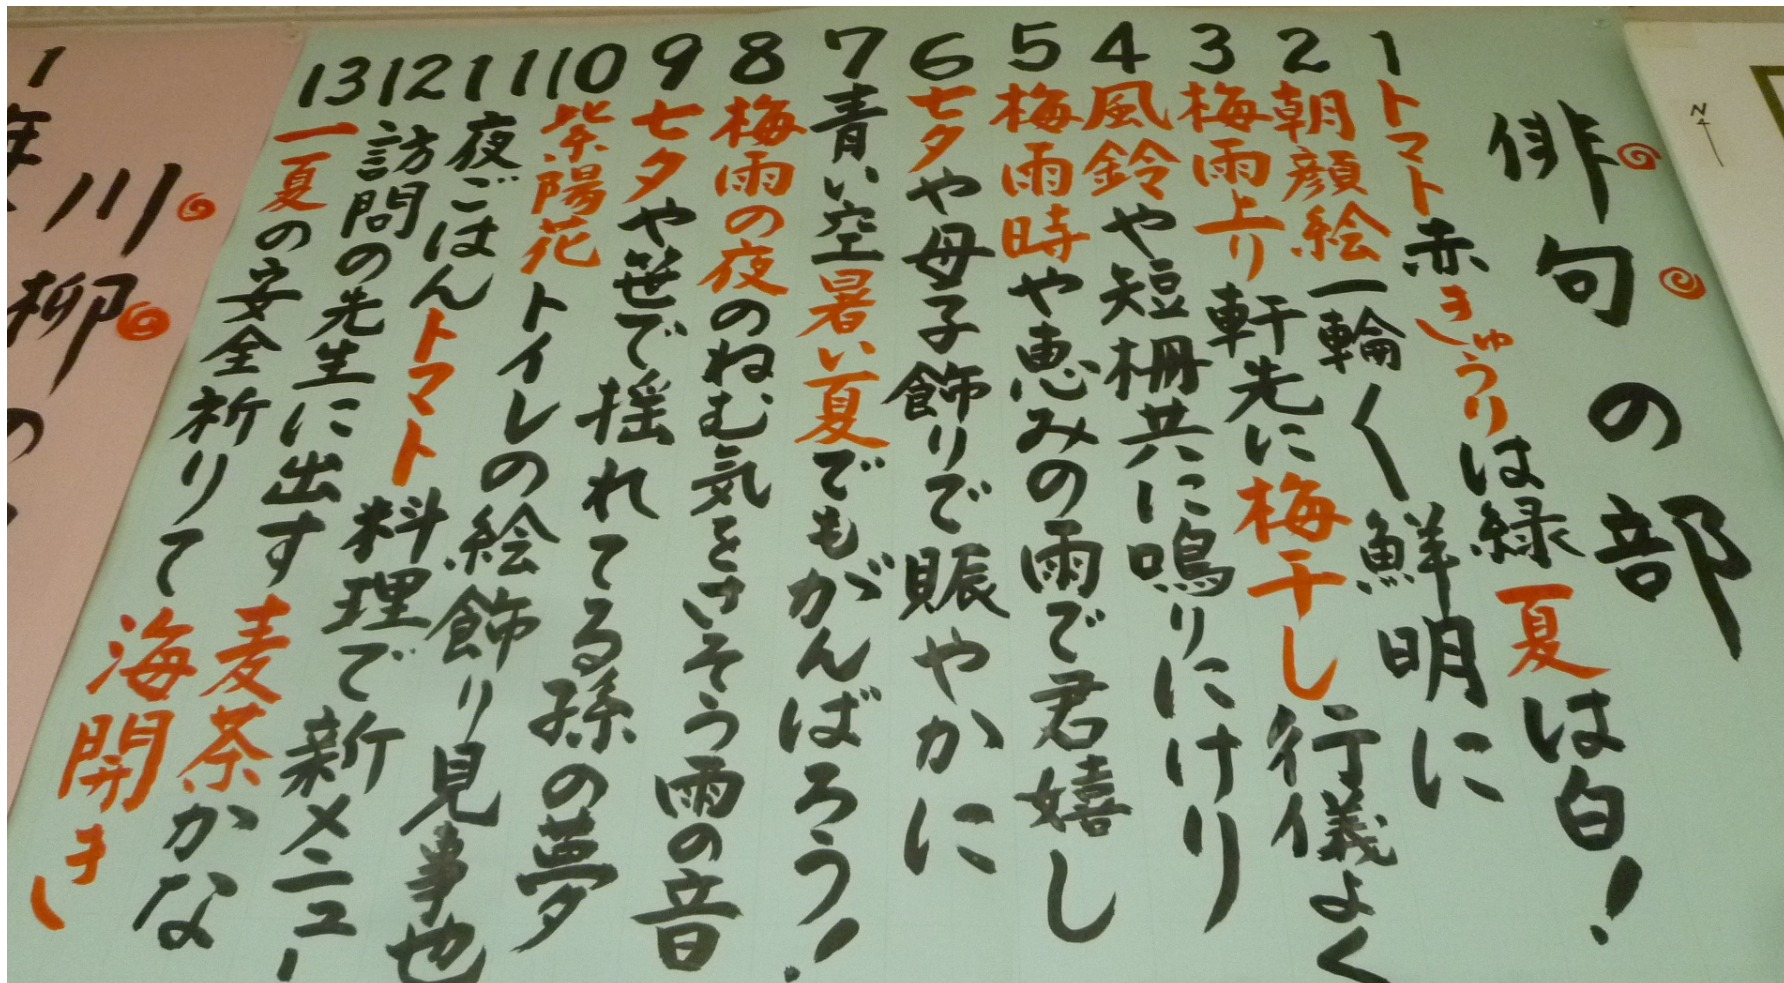 俳句の部
1 トマト赤きゅうりは緑夏は白!
2 朝顔絵一輪〱鮮明に
3 梅雨上り軒先に梅干し行儀よく
4 風鈴や短柵共に鳴りにけり
5 梅雨時や恵みの雨で君嬉し
6 七夕や母子飾りで賑やかに
7 青い空暑い夏でもがんばろう!
8 梅雨の夜のねむ気をさそう雨の音
9 七夕や笹で揺れてる孫の夢
10 紫陽花トイレの絵飾り見事也
11 夜ごはんトマト料理で新メニュー
12 訪問の先生に出す麦茶かな
13 一夏の安全祈りて海開き
川柳の
1
N